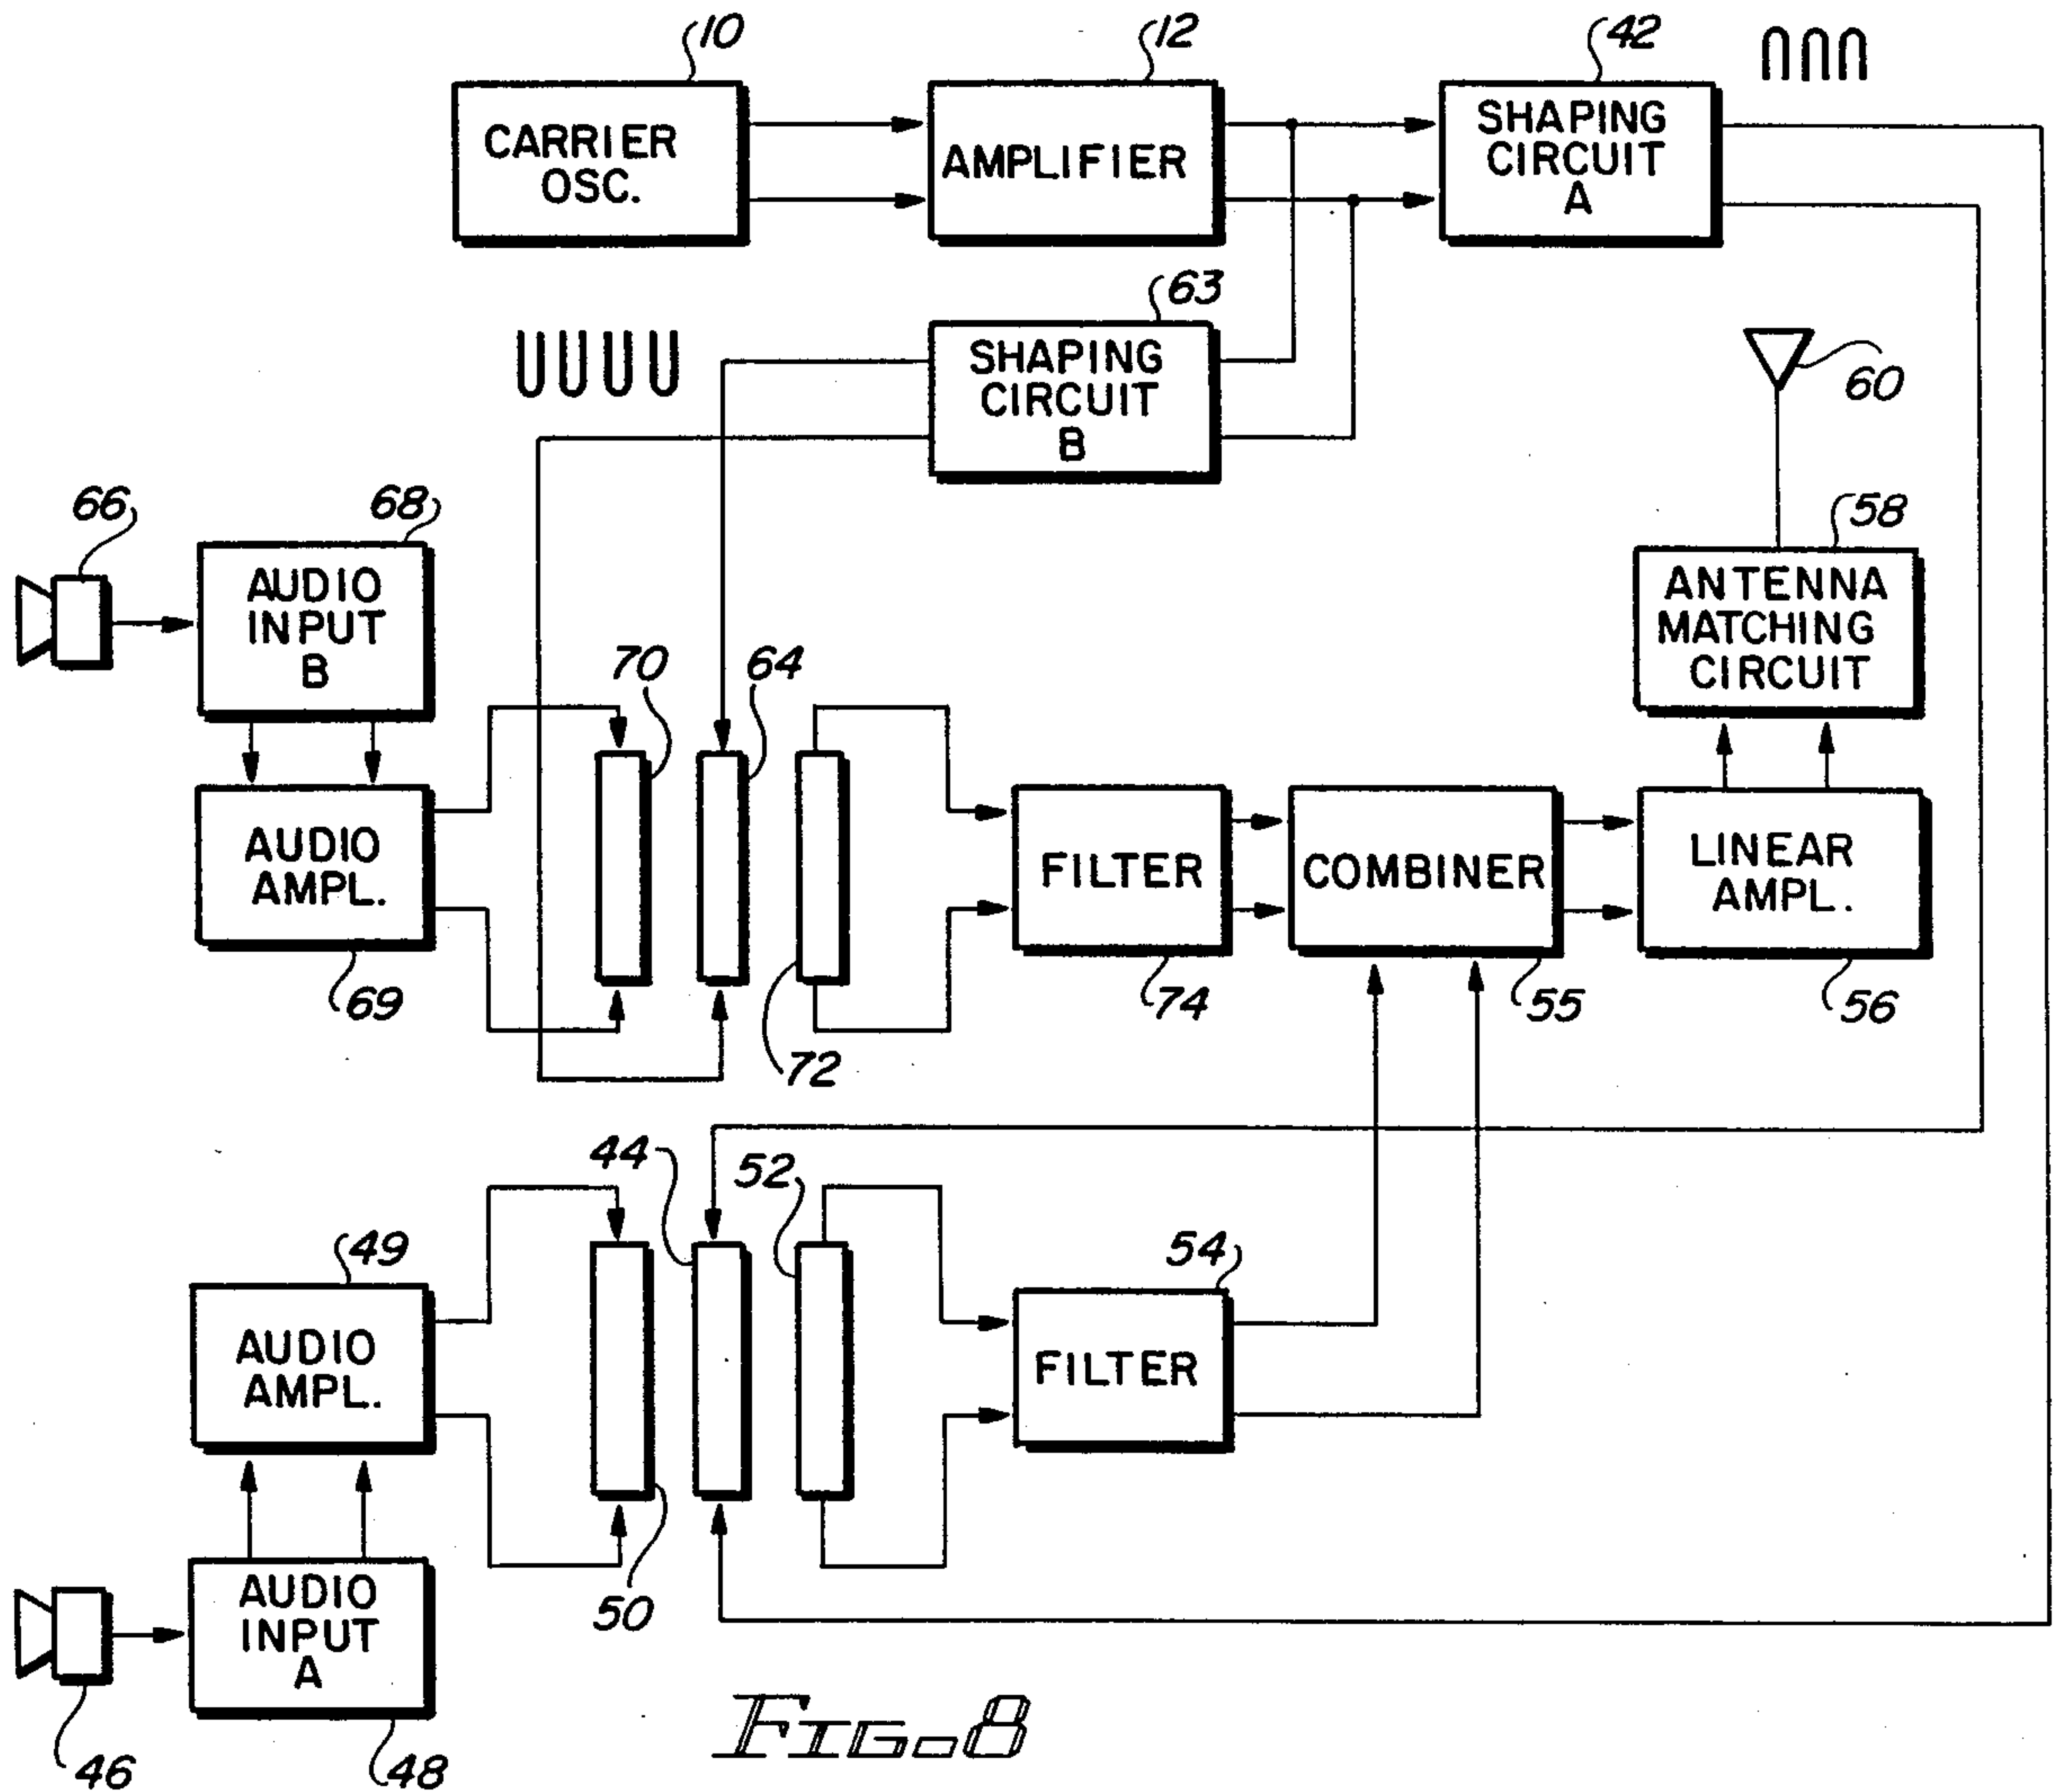 10
12
42
CARRIER
OSC.
AMPLIFIER
SHAPING
CIRCUIT
A
63
SHAPING
CIRCUIT
B
60
66
68
AUDIO
INPUT
B
58
ANTENNA
MATCHING
CIRCUIT
70
64
AUDIO
AMPL.
69
72
FILTER
74
COMBINER
55
LINEAR
AMPL.
56
44
52
49
AUDIO
AMPL.
54
FILTER
50
AUDIO
INPUT
A
46
48
FIG-8